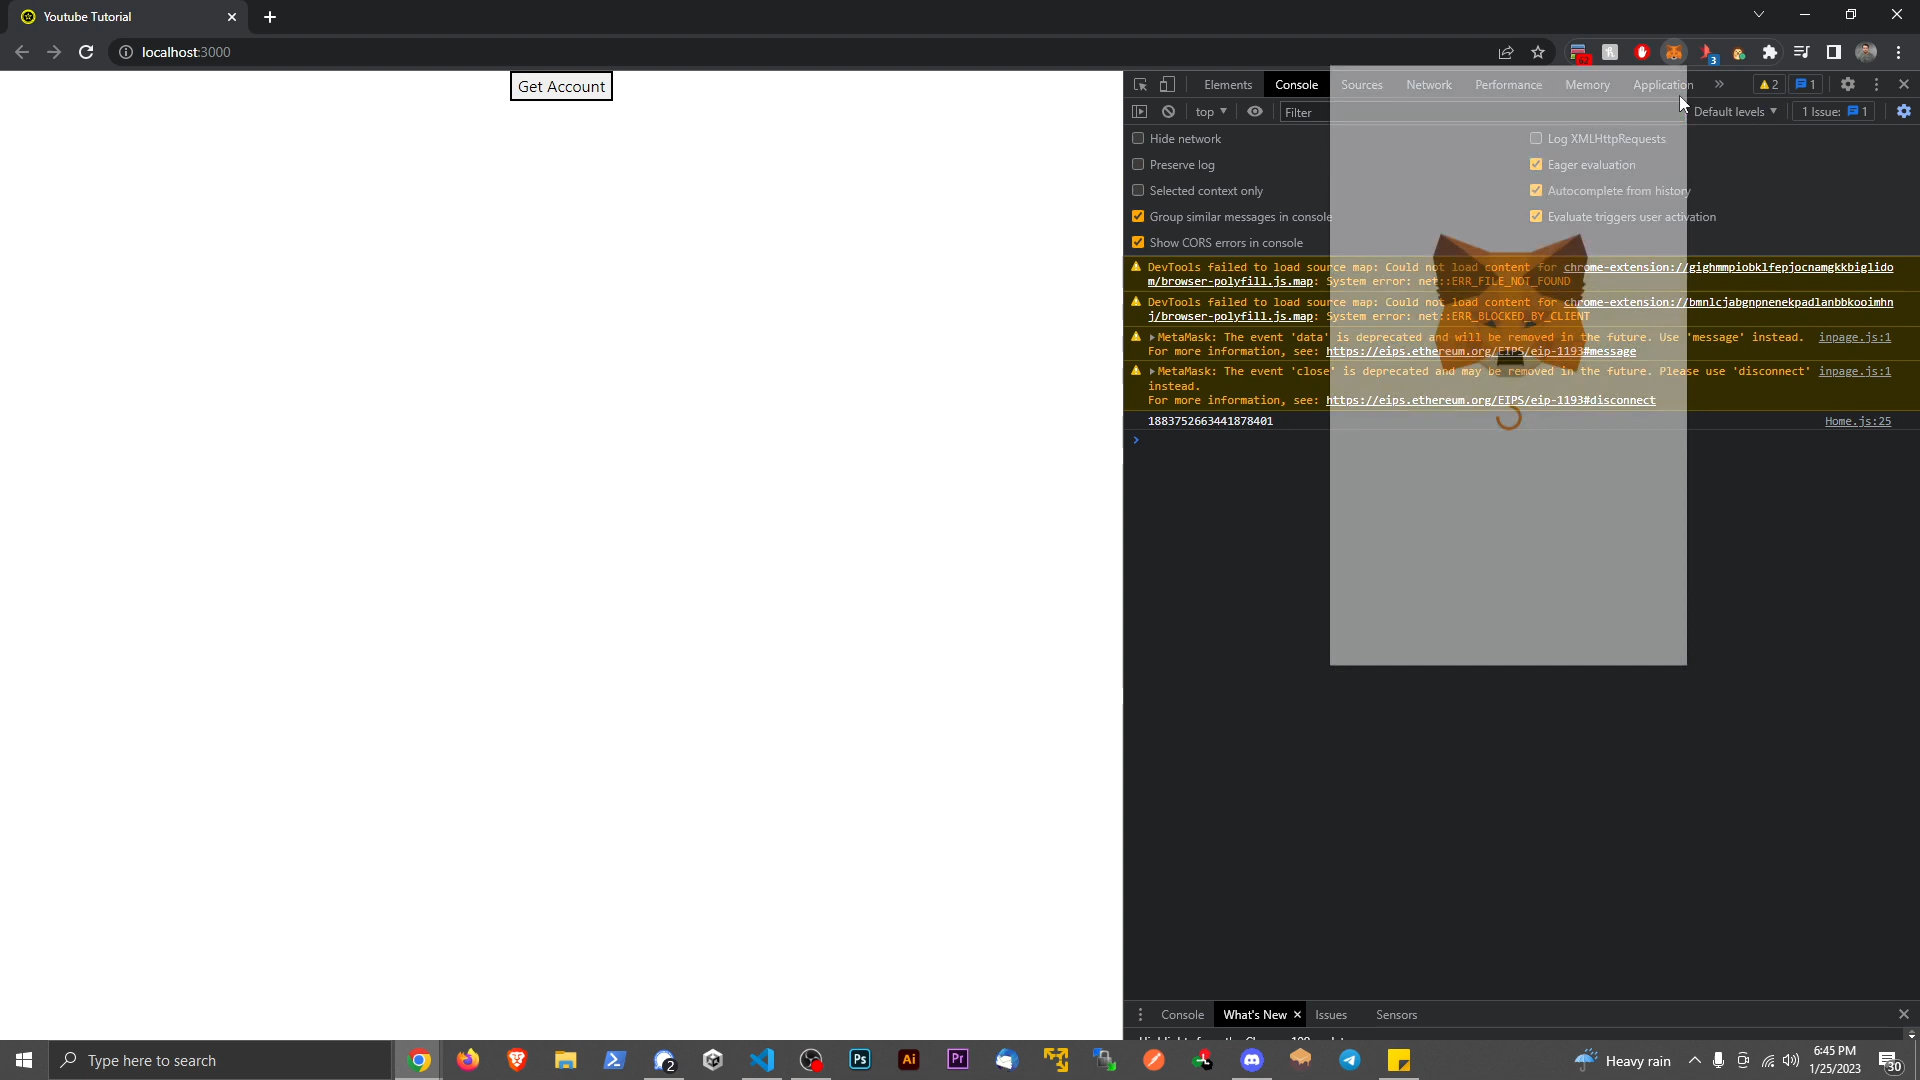 Youtube Tutorial
localhost:3000
62
3
Get Account
Elements Console Sources Network Performance Memory Application
2 1
top Filter Default levels 1 Issue: 1
Hide network Log XMLHttpRequests
Preserve log Eager evaluation
Selected context only Autocomplete from history
Group similar messages in console Evaluate triggers user activation
Show CORS errors in console
DevTools failed to load source map: Could not load content for chrome-extension://gighmmpiobklfepjocnamgkkbiglido
m/browser-polyfill.js.map: System error: net::ERR_FILE_NOT_FOUND
DevTools failed to load source map: Could not load content for chrome-extension://bmnlcjabgnpnenekpadlanbbkooimhn
j/browser-polyfill.js.map: System error: net::ERR_BLOCKED_BY_CLIENT
MetaMask: The event 'data' is deprecated and will be removed in the future. Use 'message' instead. inpage.js:1
For more information, see: https://eips.ethereum.org/EIPS/eip-1193#message
MetaMask: The event 'close' is deprecated and may be removed in the future. Please use 'disconnect' inpage.js:1
instead.
For more information, see: https://eips.ethereum.org/EIPS/eip-1193#disconnect
1883752663441878401 Home.js:25
Console What's New Issues Sensors
Type here to search
2
Ps
Ai
Pr
Heavy rain
6:45 PM
1/25/2023
30